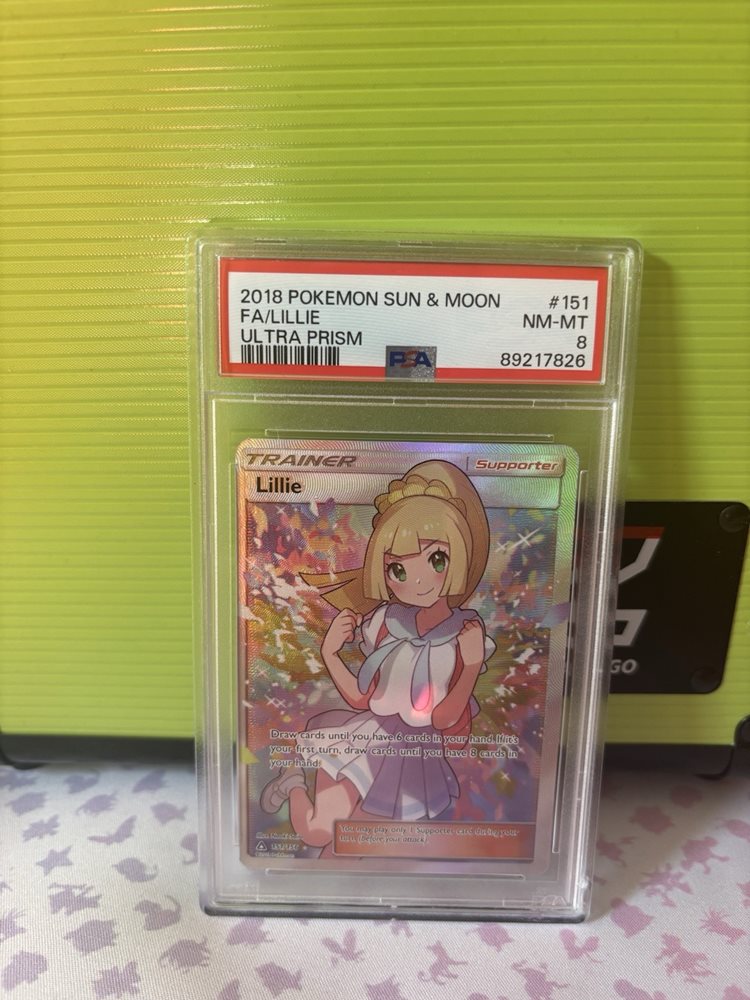 2018 POKEMON SUN & MOON #151
FA/LILLIE NM-MT
ULTRA PRISM 8
PSA 89217826
TRAINER Supporter
Lillie
GO
Draw cards until you have 6 cards in your hand. If it's
your first turn, draw cards until you have 8 cards in
your hand.
You may play only 1 Supporter card during your
turn (before your attack).
151/156